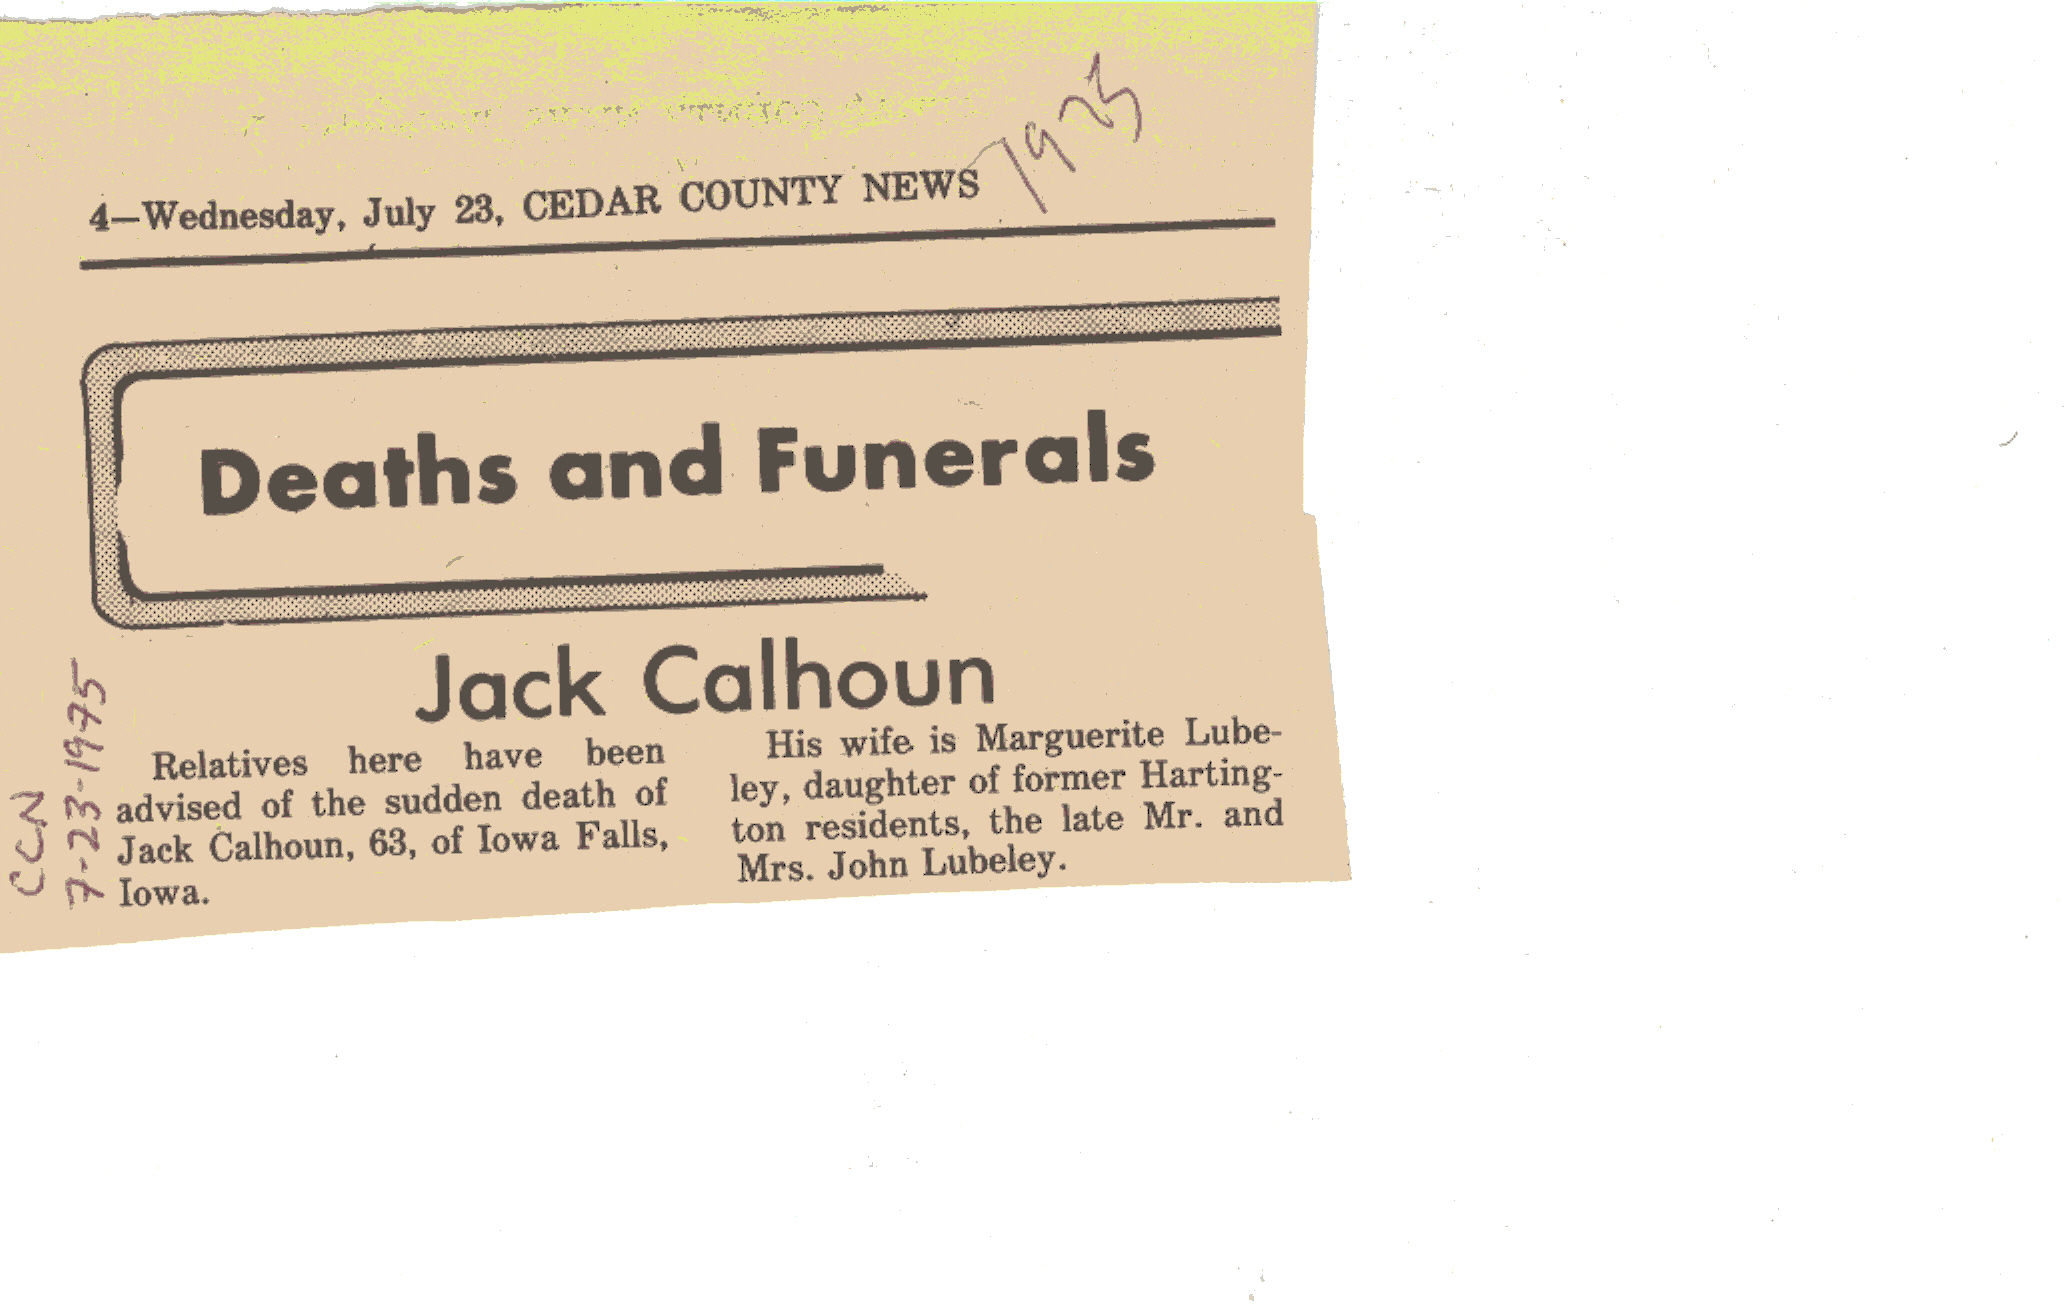 1975
4—Wednesday, July 23, CEDAR COUNTY NEWS
Deaths and Funerals
Jack Calhoun
Relatives here have been
advised of the sudden death of
Jack Calhoun, 63, of Iowa Falls,
Iowa.
His wife is Marguerite Lube-
ley, daughter of former Harting-
ton residents, the late Mr. and
Mrs. John Lubeley.
CCN
7-23-1975